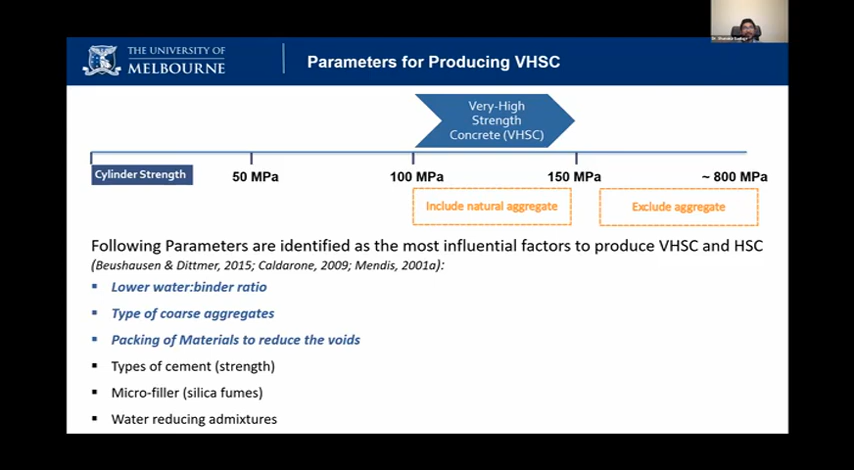 THE UNIVERSITY OF
MELBOURNE
Parameters for Producing VHSC
Very-High
Strength
Concrete (VHSC)
Cylinder Strength
50 MPa
100 MPa
150 MPa
~ 800 MPa
Include natural aggregate
Exclude aggregate
Following Parameters are identified as the most influential factors to produce VHSC and HSC
(Beushausen & Dittmer, 2015; Caldarone, 2009; Mendis, 2001a):
▪ Lower water:binder ratio
▪ Type of coarse aggregates
▪ Packing of Materials to reduce the voids
▪ Types of cement (strength)
▪ Micro-filler (silica fumes)
▪ Water reducing admixtures